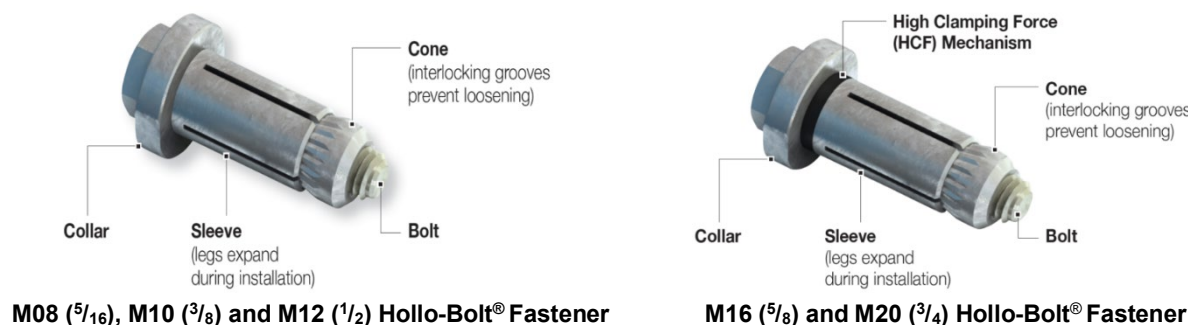 Cone
(interlocking grooves
prevent loosening)
Collar
Sleeve
(legs expand
during installation)
Bolt
M08 (5/16), M10 (3/8) and M12 (1/2) Hollo-Bolt® Fastener
High Clamping Force
(HCF) Mechanism
Cone
(interlocking grooves
prevent loosening)
Collar
Sleeve
(legs expand
during installation)
Bolt
M16 (5/8) and M20 (3/4) Hollo-Bolt® Fastener